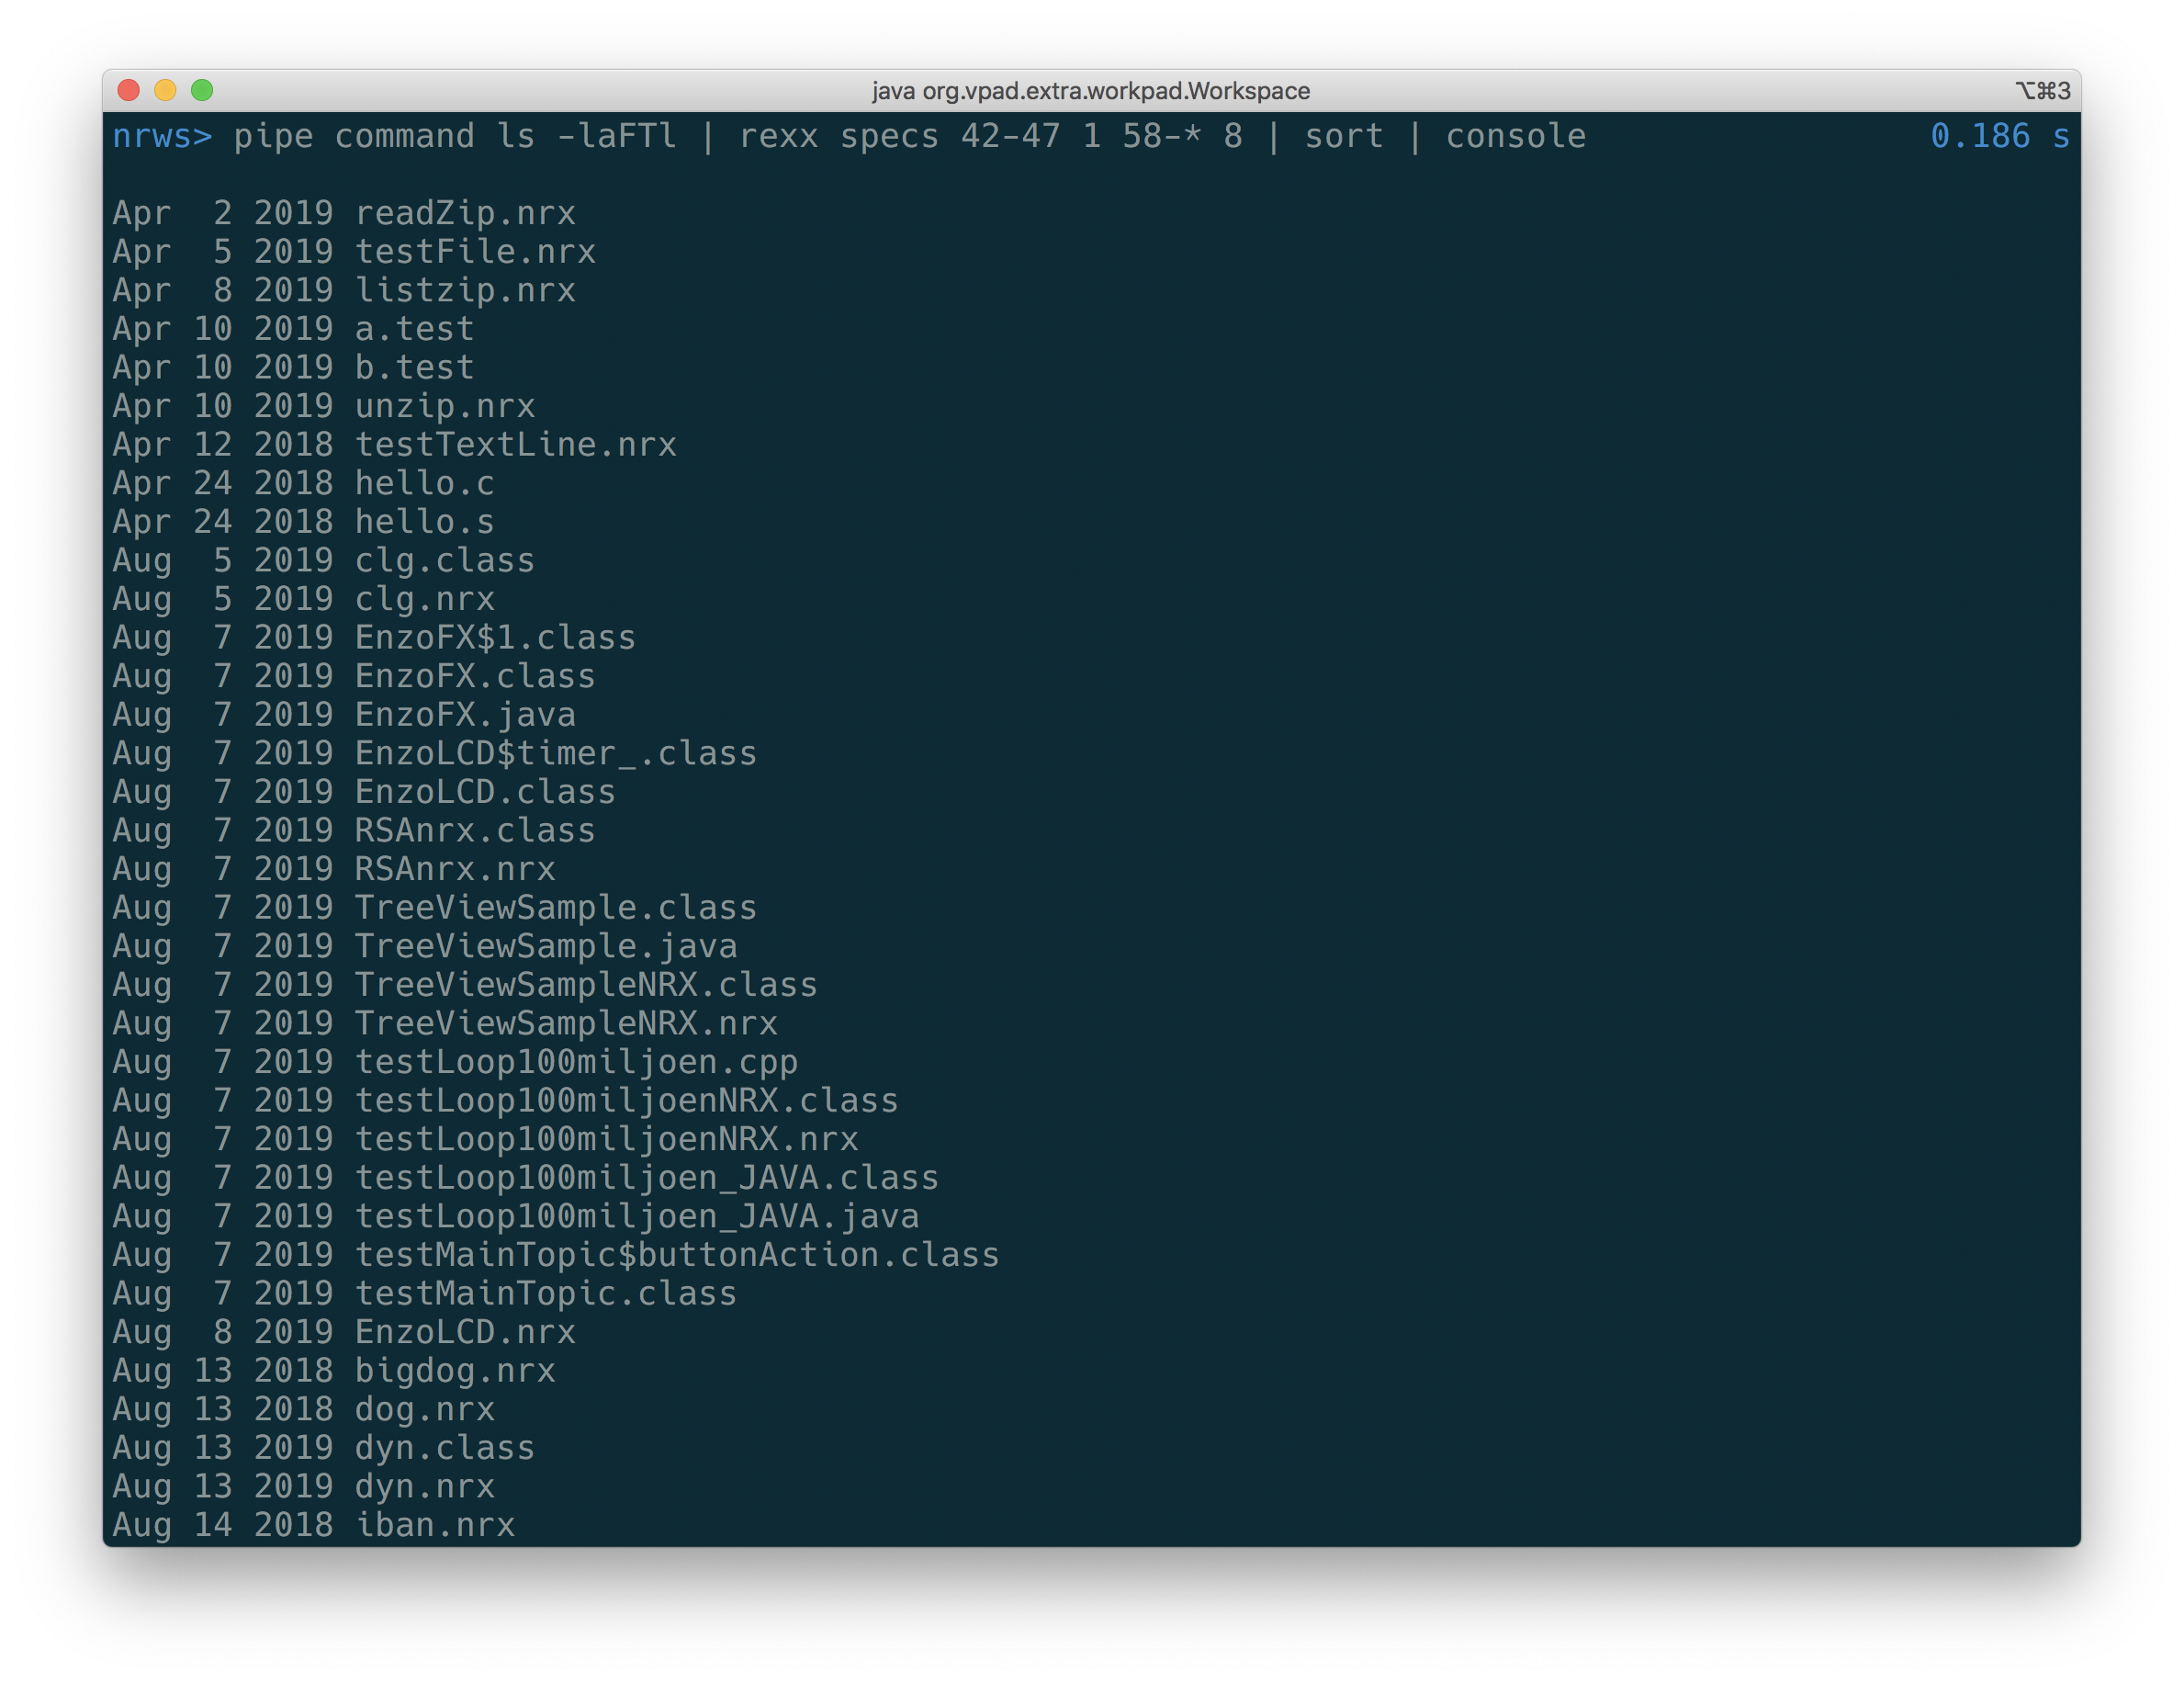 java org.vpad.extra.workpad.Workspace ⌥⌘3
nrws> pipe command ls -laFTl | rexx specs 42-47 1 58-* 8 | sort | console 0.186 s
Apr  2 2019 readZip.nrx
Apr  5 2019 testFile.nrx
Apr  8 2019 listzip.nrx
Apr 10 2019 a.test
Apr 10 2019 b.test
Apr 10 2019 unzip.nrx
Apr 12 2018 testTextLine.nrx
Apr 24 2018 hello.c
Apr 24 2018 hello.s
Aug  5 2019 clg.class
Aug  5 2019 clg.nrx
Aug  7 2019 EnzoFX$1.class
Aug  7 2019 EnzoFX.class
Aug  7 2019 EnzoFX.java
Aug  7 2019 EnzoLCD$timer_.class
Aug  7 2019 EnzoLCD.class
Aug  7 2019 RSAnrx.class
Aug  7 2019 RSAnrx.nrx
Aug  7 2019 TreeViewSample.class
Aug  7 2019 TreeViewSample.java
Aug  7 2019 TreeViewSampleNRX.class
Aug  7 2019 TreeViewSampleNRX.nrx
Aug  7 2019 testLoop100miljoen.cpp
Aug  7 2019 testLoop100miljoenNRX.class
Aug  7 2019 testLoop100miljoenNRX.nrx
Aug  7 2019 testLoop100miljoen_JAVA.class
Aug  7 2019 testLoop100miljoen_JAVA.java
Aug  7 2019 testMainTopic$buttonAction.class
Aug  7 2019 testMainTopic.class
Aug  8 2019 EnzoLCD.nrx
Aug 13 2018 bigdog.nrx
Aug 13 2018 dog.nrx
Aug 13 2019 dyn.class
Aug 13 2019 dyn.nrx
Aug 14 2018 iban.nrx